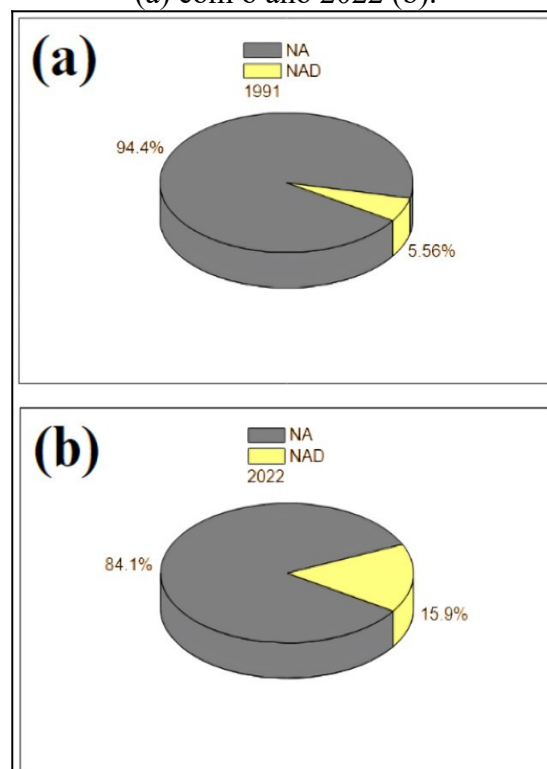 (a) com o ano 2022 (b).
(a)
NA
NAD
1991
94.4%
5.56%
(b)
NA
NAD
2022
84.1%
15.9%